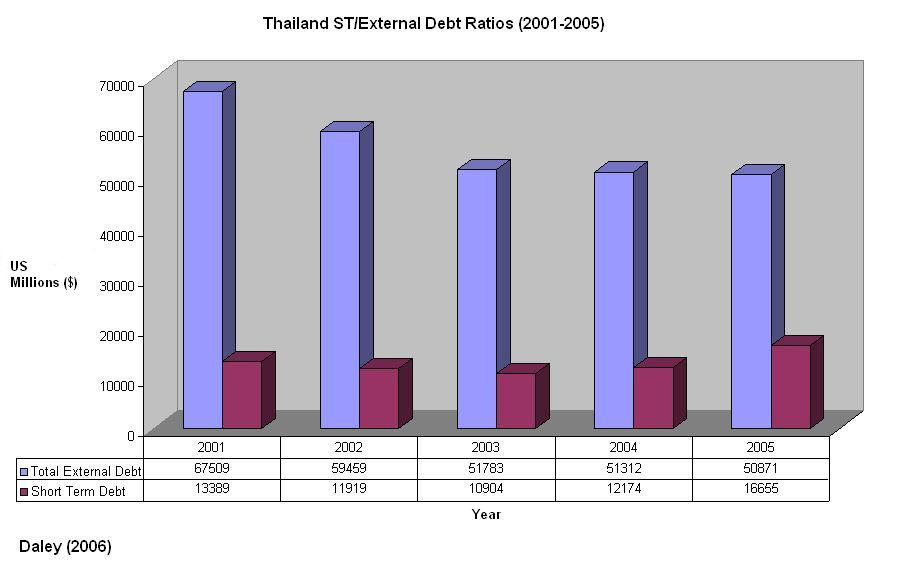 Thailand ST/External Debt Ratios (2001-2005)
70000
60000
50000
40000
30000
20000
10000
0
US
Millions ($)
2001 2002 2003 2004 2005
Total External Debt 67509 59459 51783 51312 50871
Short Term Debt 13389 11919 10904 12174 16655
Year
Daley (2006)